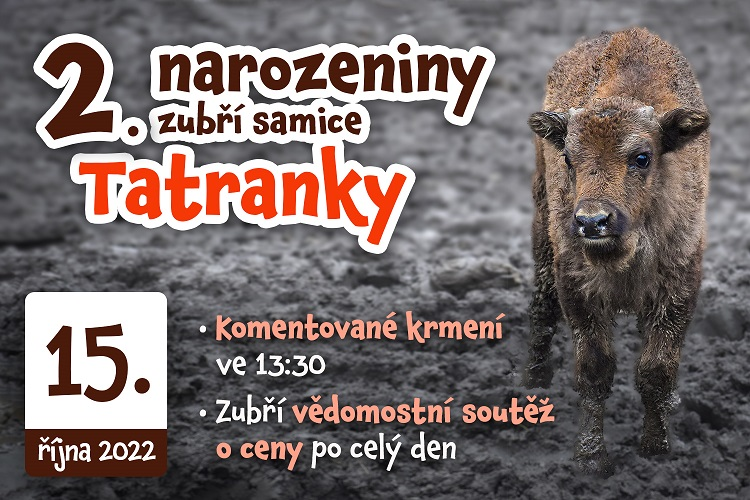 2. narozeniny
zubří samice
Tatranky
15.
října 2022
• Komentované krmení
ve 13:30
• Zubří vědomostní soutěž
o ceny po celý den